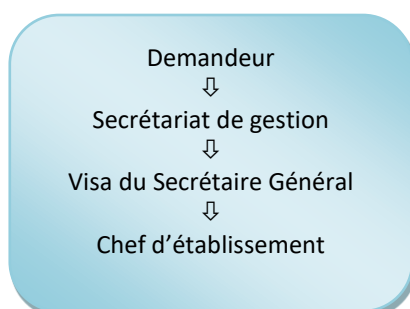 Demandeur
⇩
Secrétariat de gestion
⇩
Visa du Secrétaire Général
⇩
Chef d’établissement